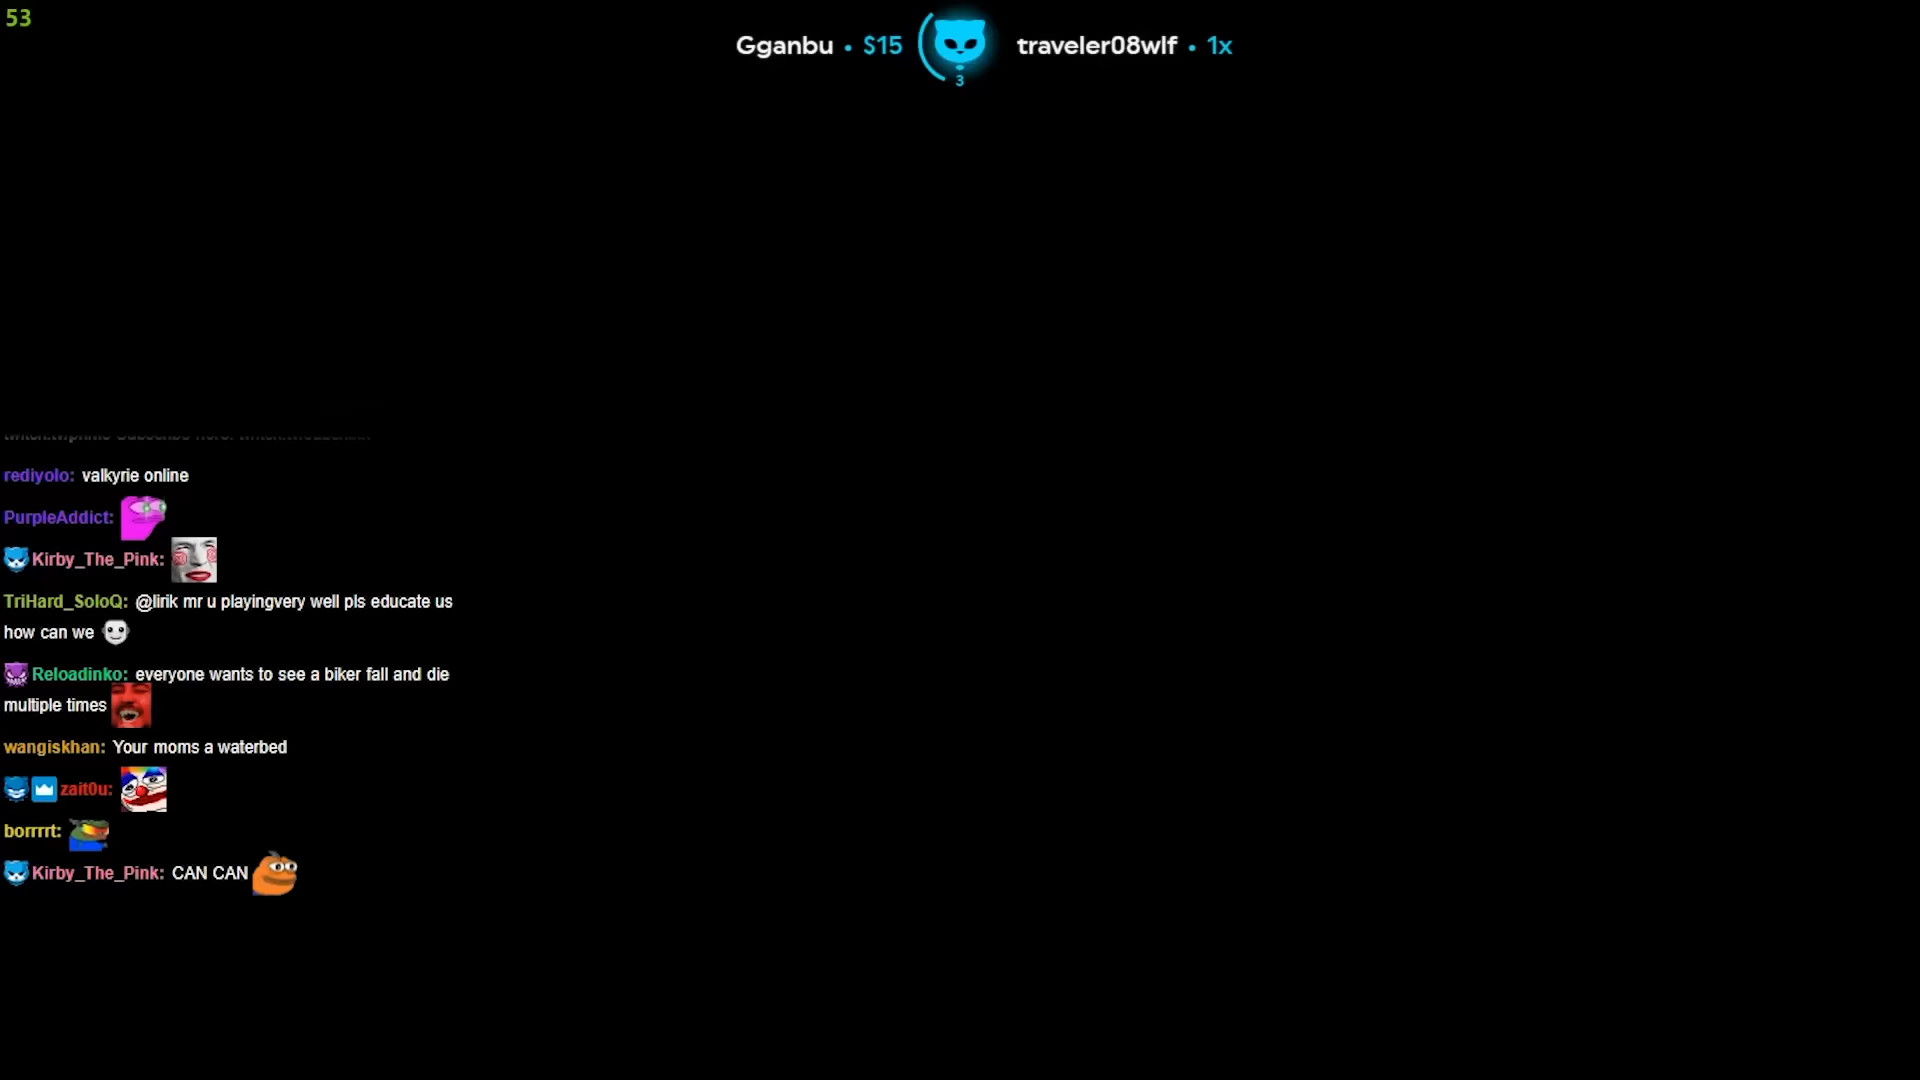 53
Gganbu • $15
3
traveler08wlf • 1x
rediyolo: valkyrie online
PurpleAddict:
Kirby_The_Pink:
TriHard_SoloQ: @lirik mr u playingvery well pls educate us
how can we
Reloadinko: everyone wants to see a biker fall and die
multiple times
wangiskhan: Your moms a waterbed
zait0u:
borrrrt:
Kirby_The_Pink: CAN CAN